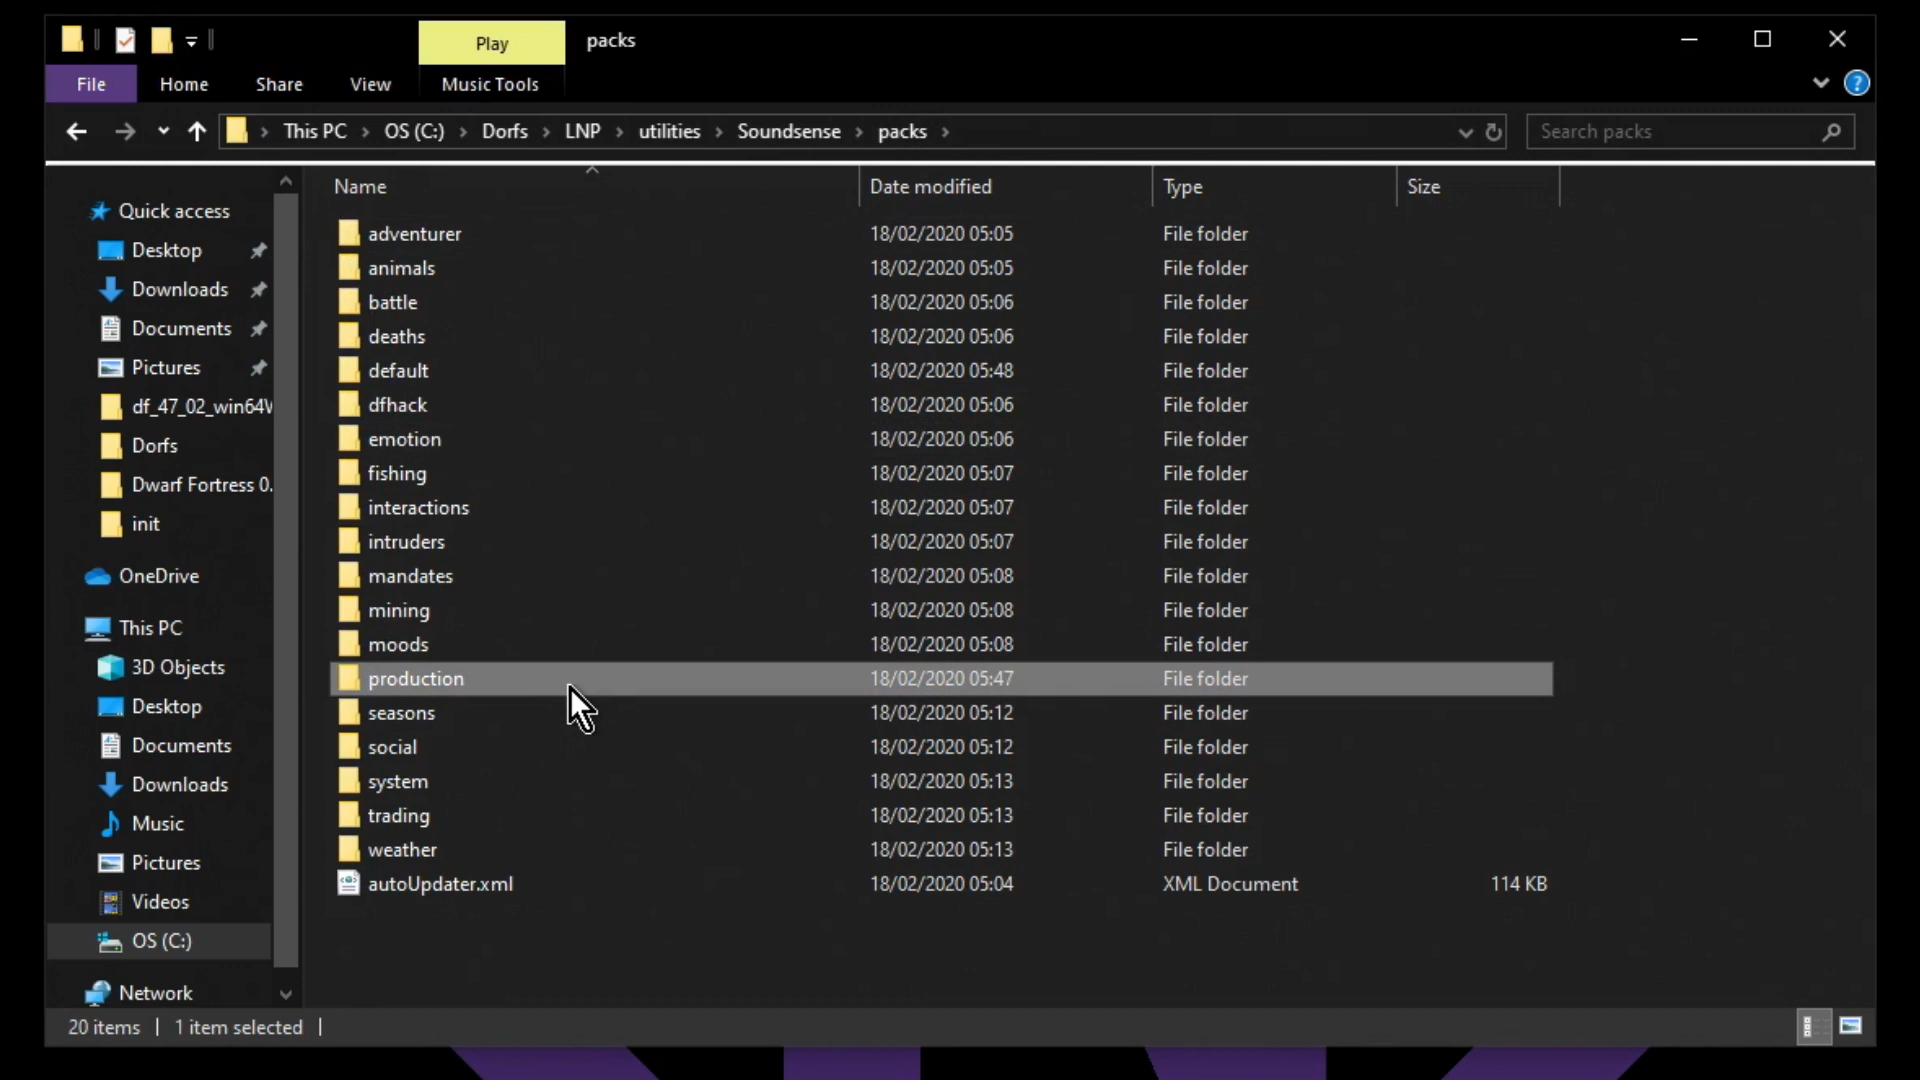 Play packs
File Home Share View Music Tools
This PC OS (C:) Dorfs LNP utilities Soundsense packs Search packs
Name Date modified Type Size
Quick access
Desktop
Downloads
Documents
Pictures
df_47_02_win64
Dorfs
Dwarf Fortress 0.
init
OneDrive
This PC
3D Objects
Desktop
Documents
Downloads
Music
Pictures
Videos
OS (C:)
Network
adventurer 18/02/2020 05:05 File folder
animals 18/02/2020 05:05 File folder
battle 18/02/2020 05:06 File folder
deaths 18/02/2020 05:06 File folder
default 18/02/2020 05:48 File folder
dfhack 18/02/2020 05:06 File folder
emotion 18/02/2020 05:06 File folder
fishing 18/02/2020 05:07 File folder
interactions 18/02/2020 05:07 File folder
intruders 18/02/2020 05:07 File folder
mandates 18/02/2020 05:08 File folder
mining 18/02/2020 05:08 File folder
moods 18/02/2020 05:08 File folder
production 18/02/2020 05:47 File folder
seasons 18/02/2020 05:12 File folder
social 18/02/2020 05:12 File folder
system 18/02/2020 05:13 File folder
trading 18/02/2020 05:13 File folder
weather 18/02/2020 05:13 File folder
autoUpdater.xml 18/02/2020 05:04 XML Document 114 KB
20 items 1 item selected